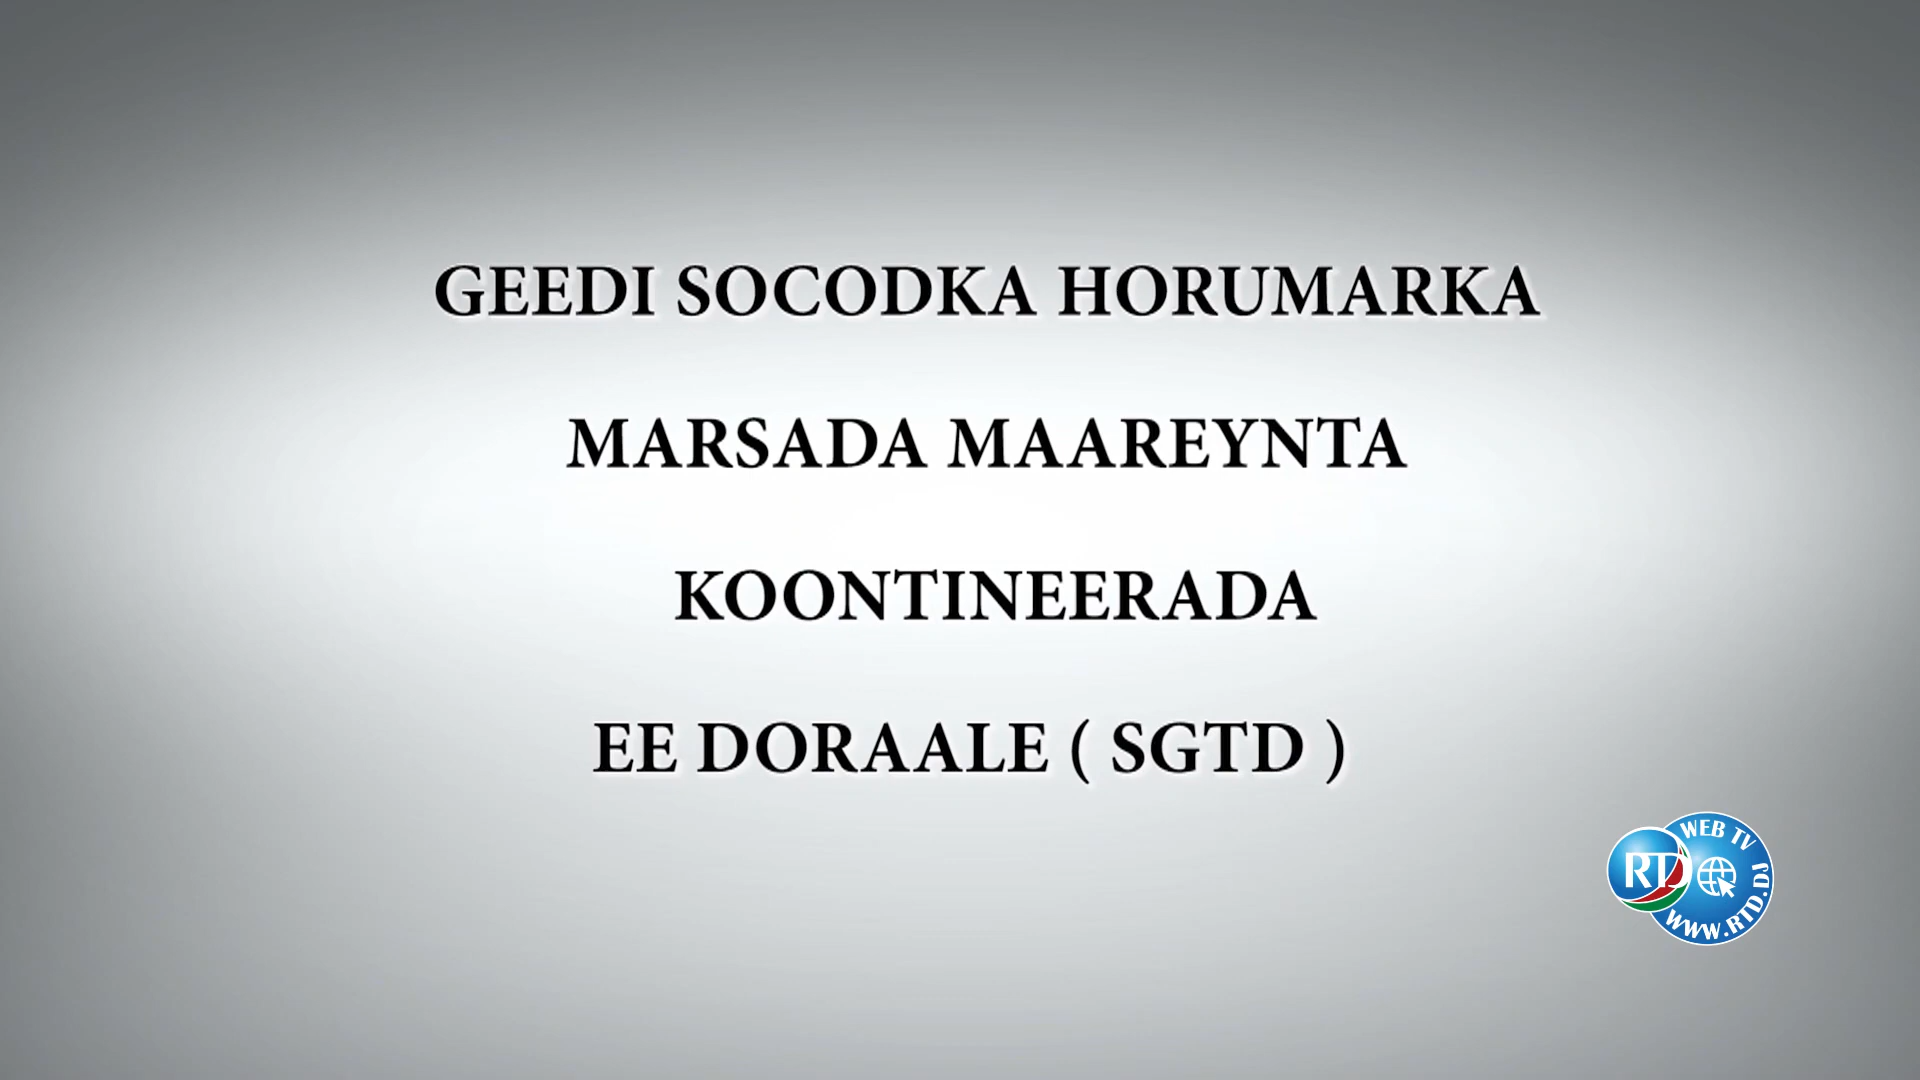 GEEDI SOCODKA HORUMARKA
MARSADA MAAREYNTA
KOONTINEERADA
EE DORAALE ( SGTD )
WEB TV
RTD
WWW.RTD.DJ